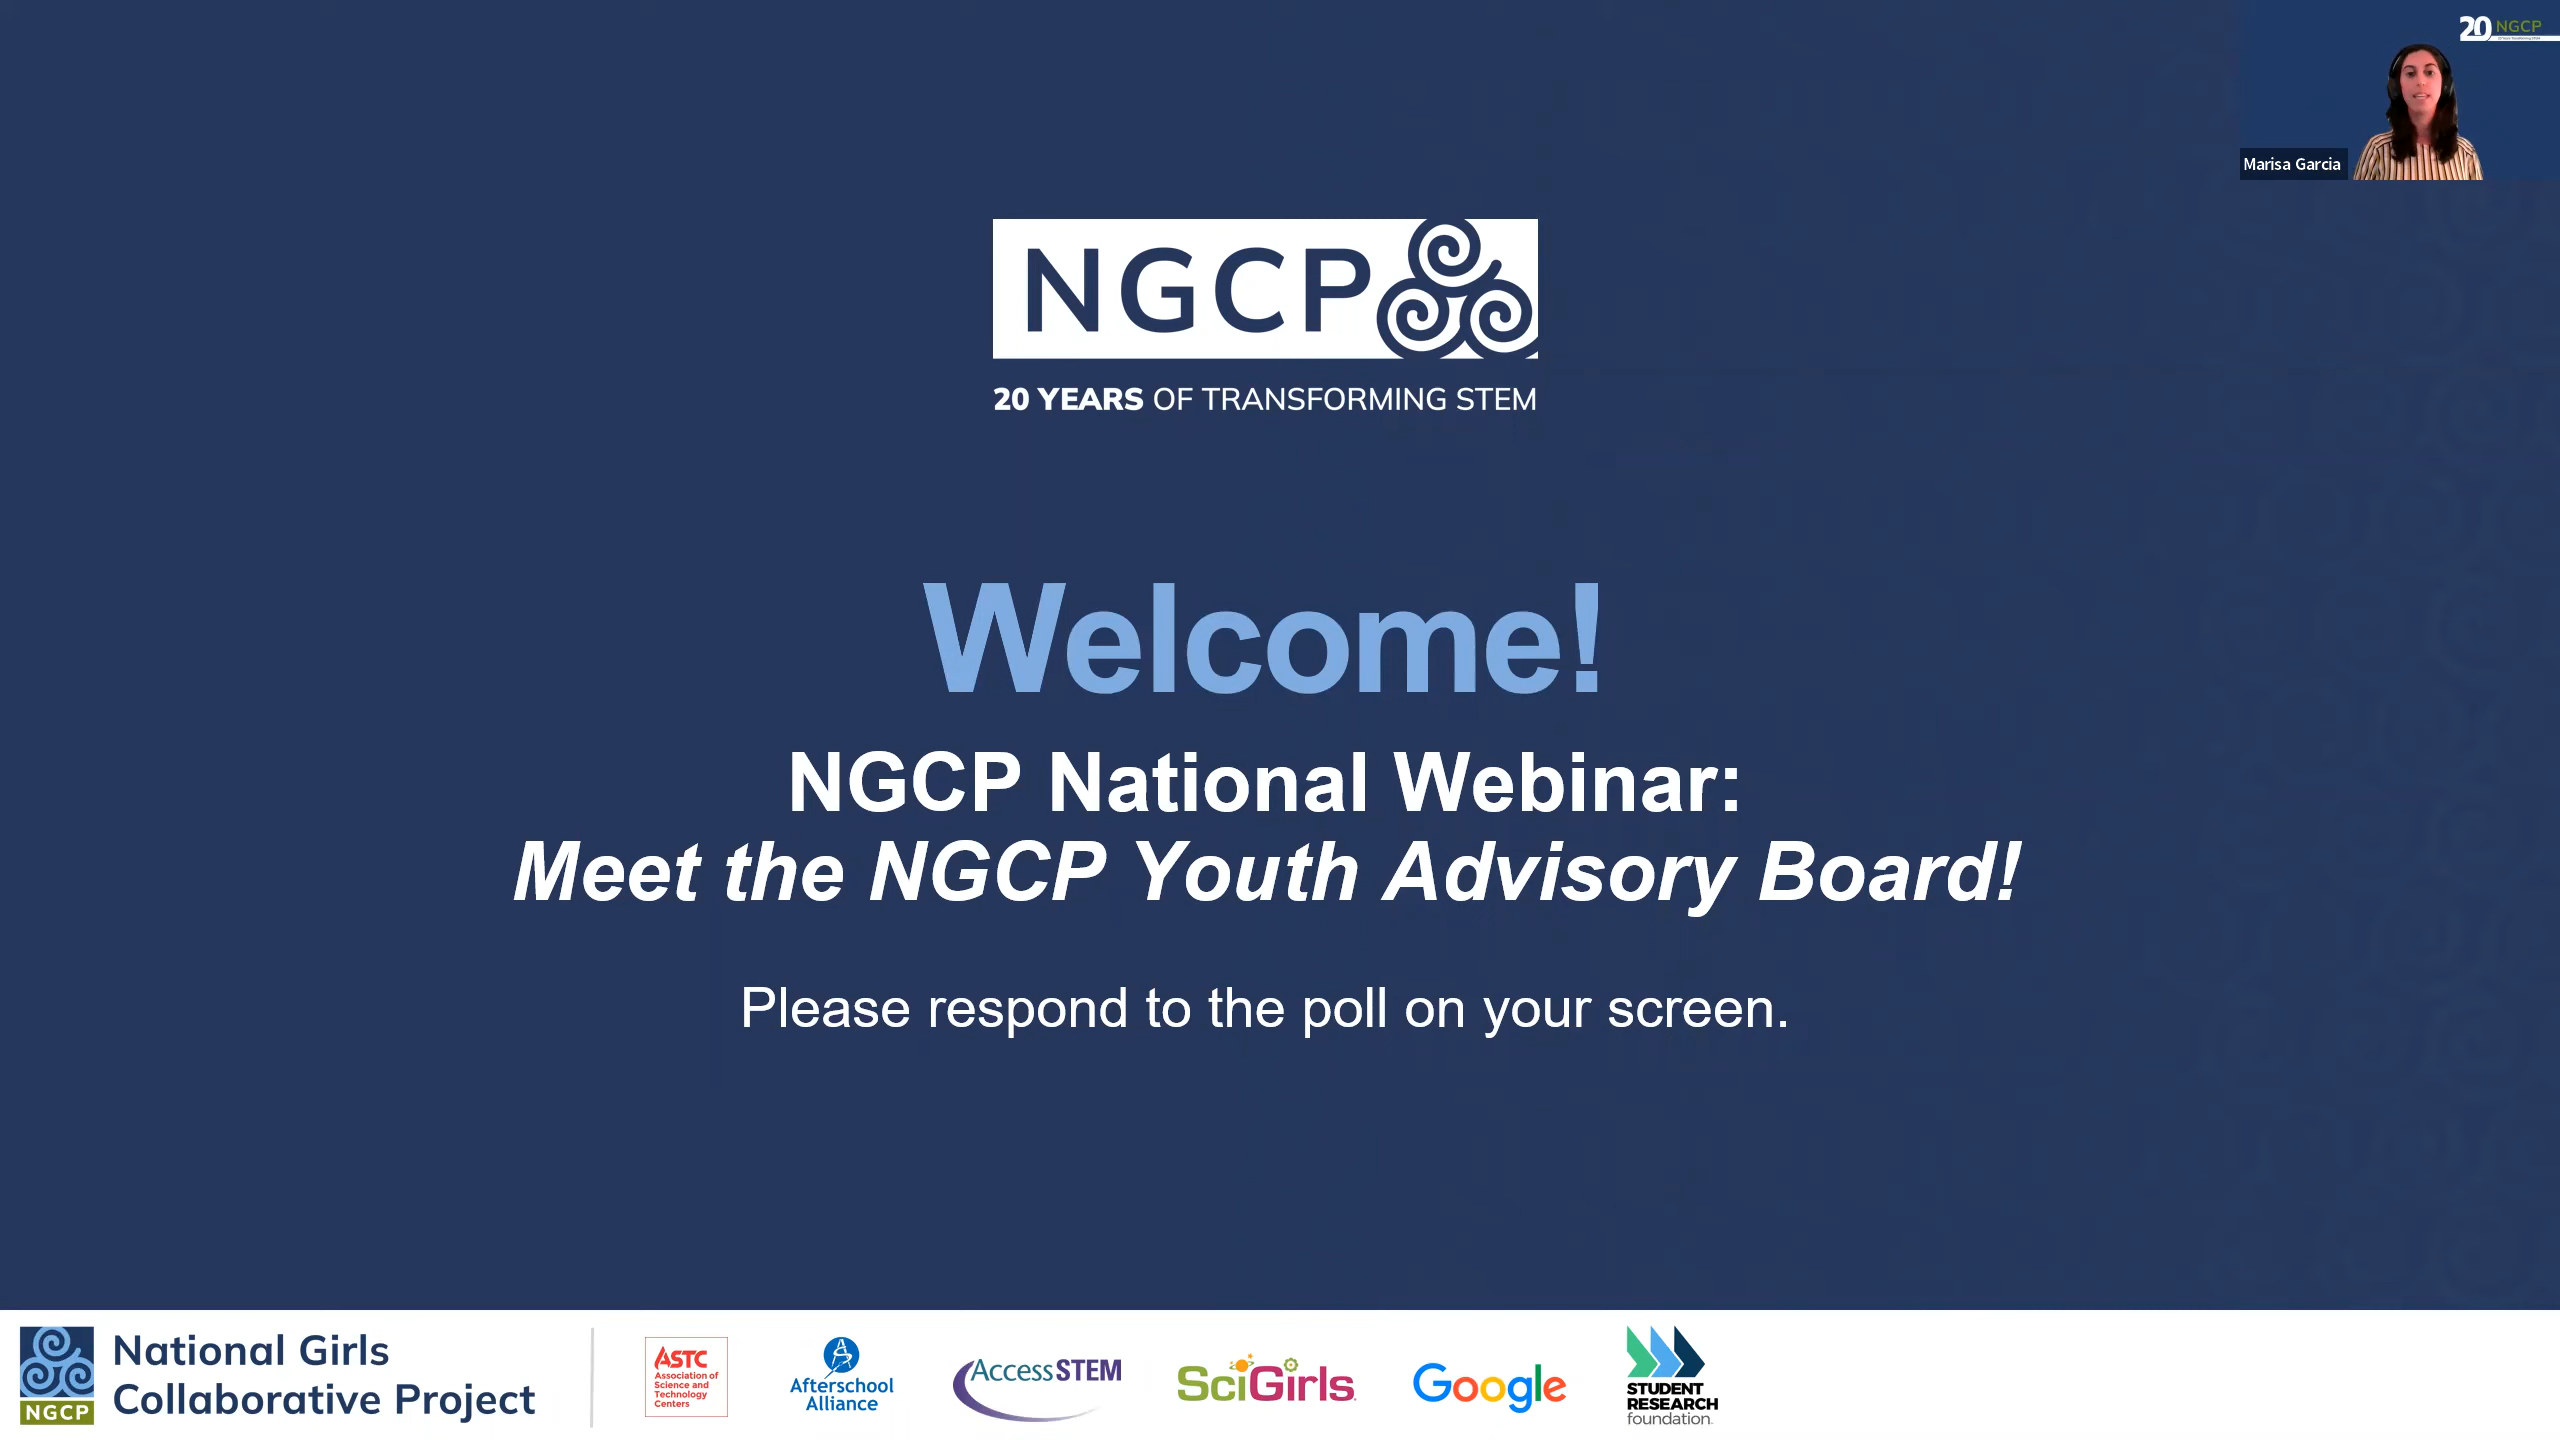 20 NGCP
Marisa Garcia
NGCP
20 YEARS OF TRANSFORMING STEM
Welcome!
NGCP National Webinar:
Meet the NGCP Youth Advisory Board!
Please respond to the poll on your screen.
NGCP
National Girls
Collaborative Project
ASTC
Association of
Science and
Technology
Centers
Afterschool
Alliance
AccessSTEM
SciGirls
Google
STUDENT
RESEARCH
foundation